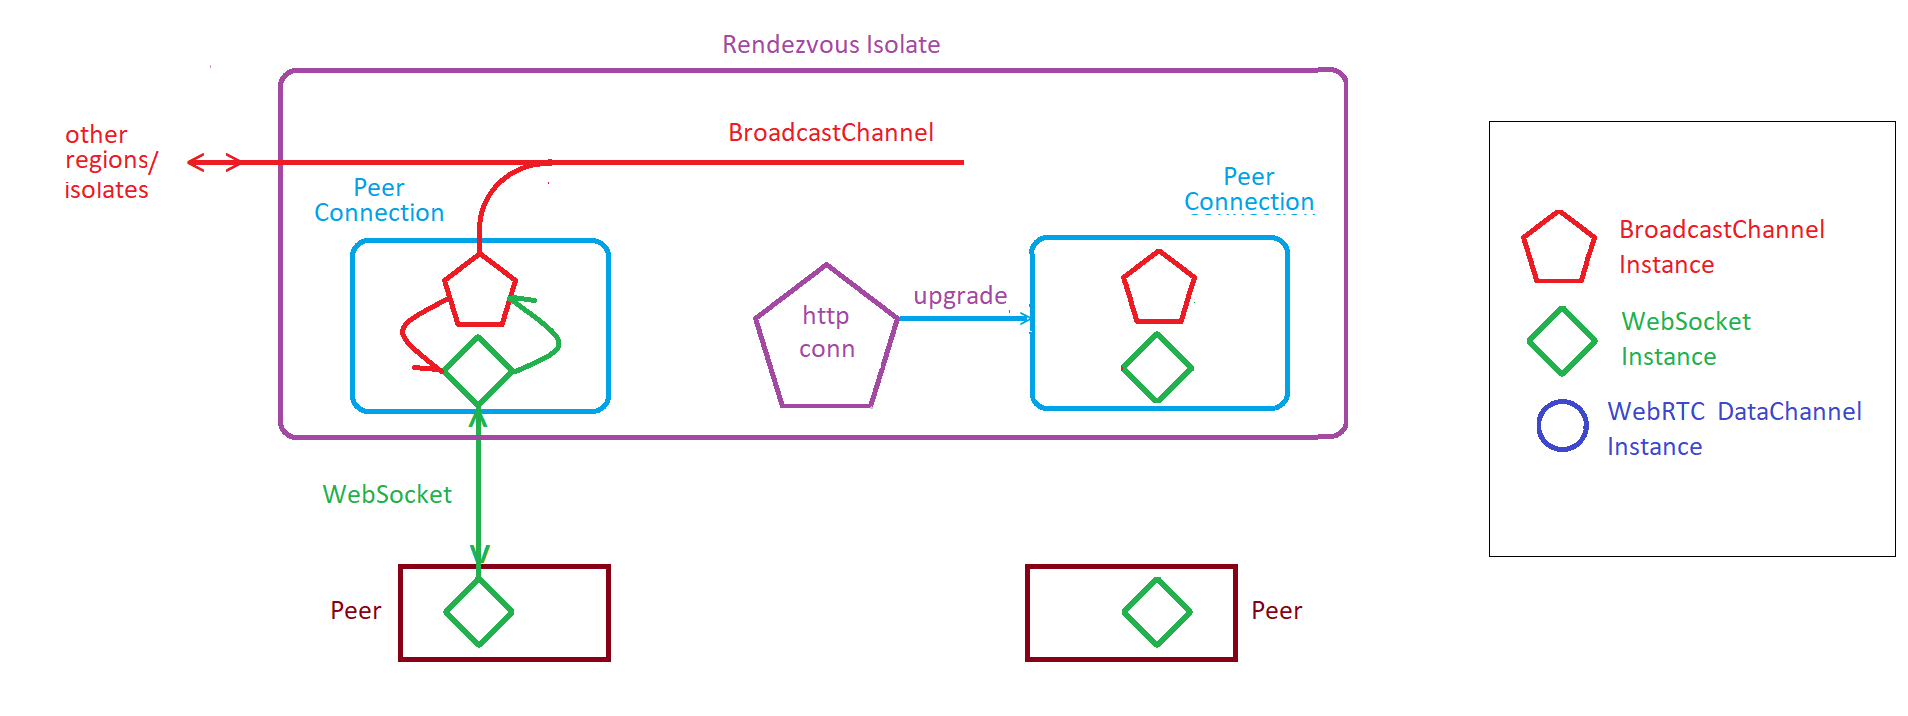 Rendezvous Isolate
other
regions/
isolates
BroadcastChannel
Peer
Connection
Peer
Connection
http
conn
upgrade
WebSocket
Peer
Peer
BroadcastChannel
Instance
WebSocket
Instance
WebRTC DataChannel
Instance